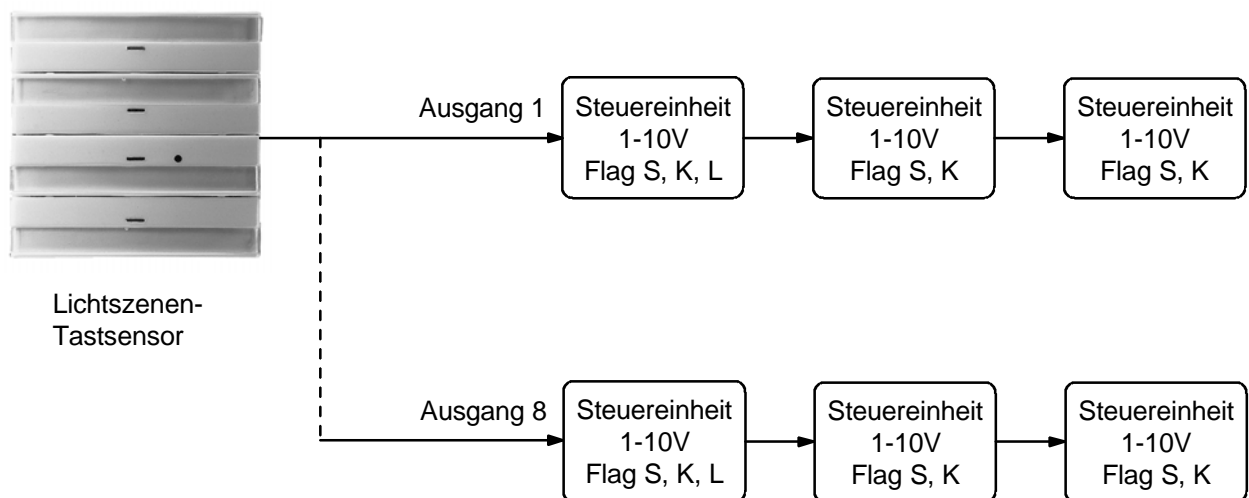 Ausgang 1
Steuereinheit
1-10V
Flag S, K, L
Steuereinheit
1-10V
Flag S, K
Steuereinheit
1-10V
Flag S, K
Lichtszenen-
Tastsensor
Ausgang 8
Steuereinheit
1-10V
Flag S, K, L
Steuereinheit
1-10V
Flag S, K
Steuereinheit
1-10V
Flag S, K